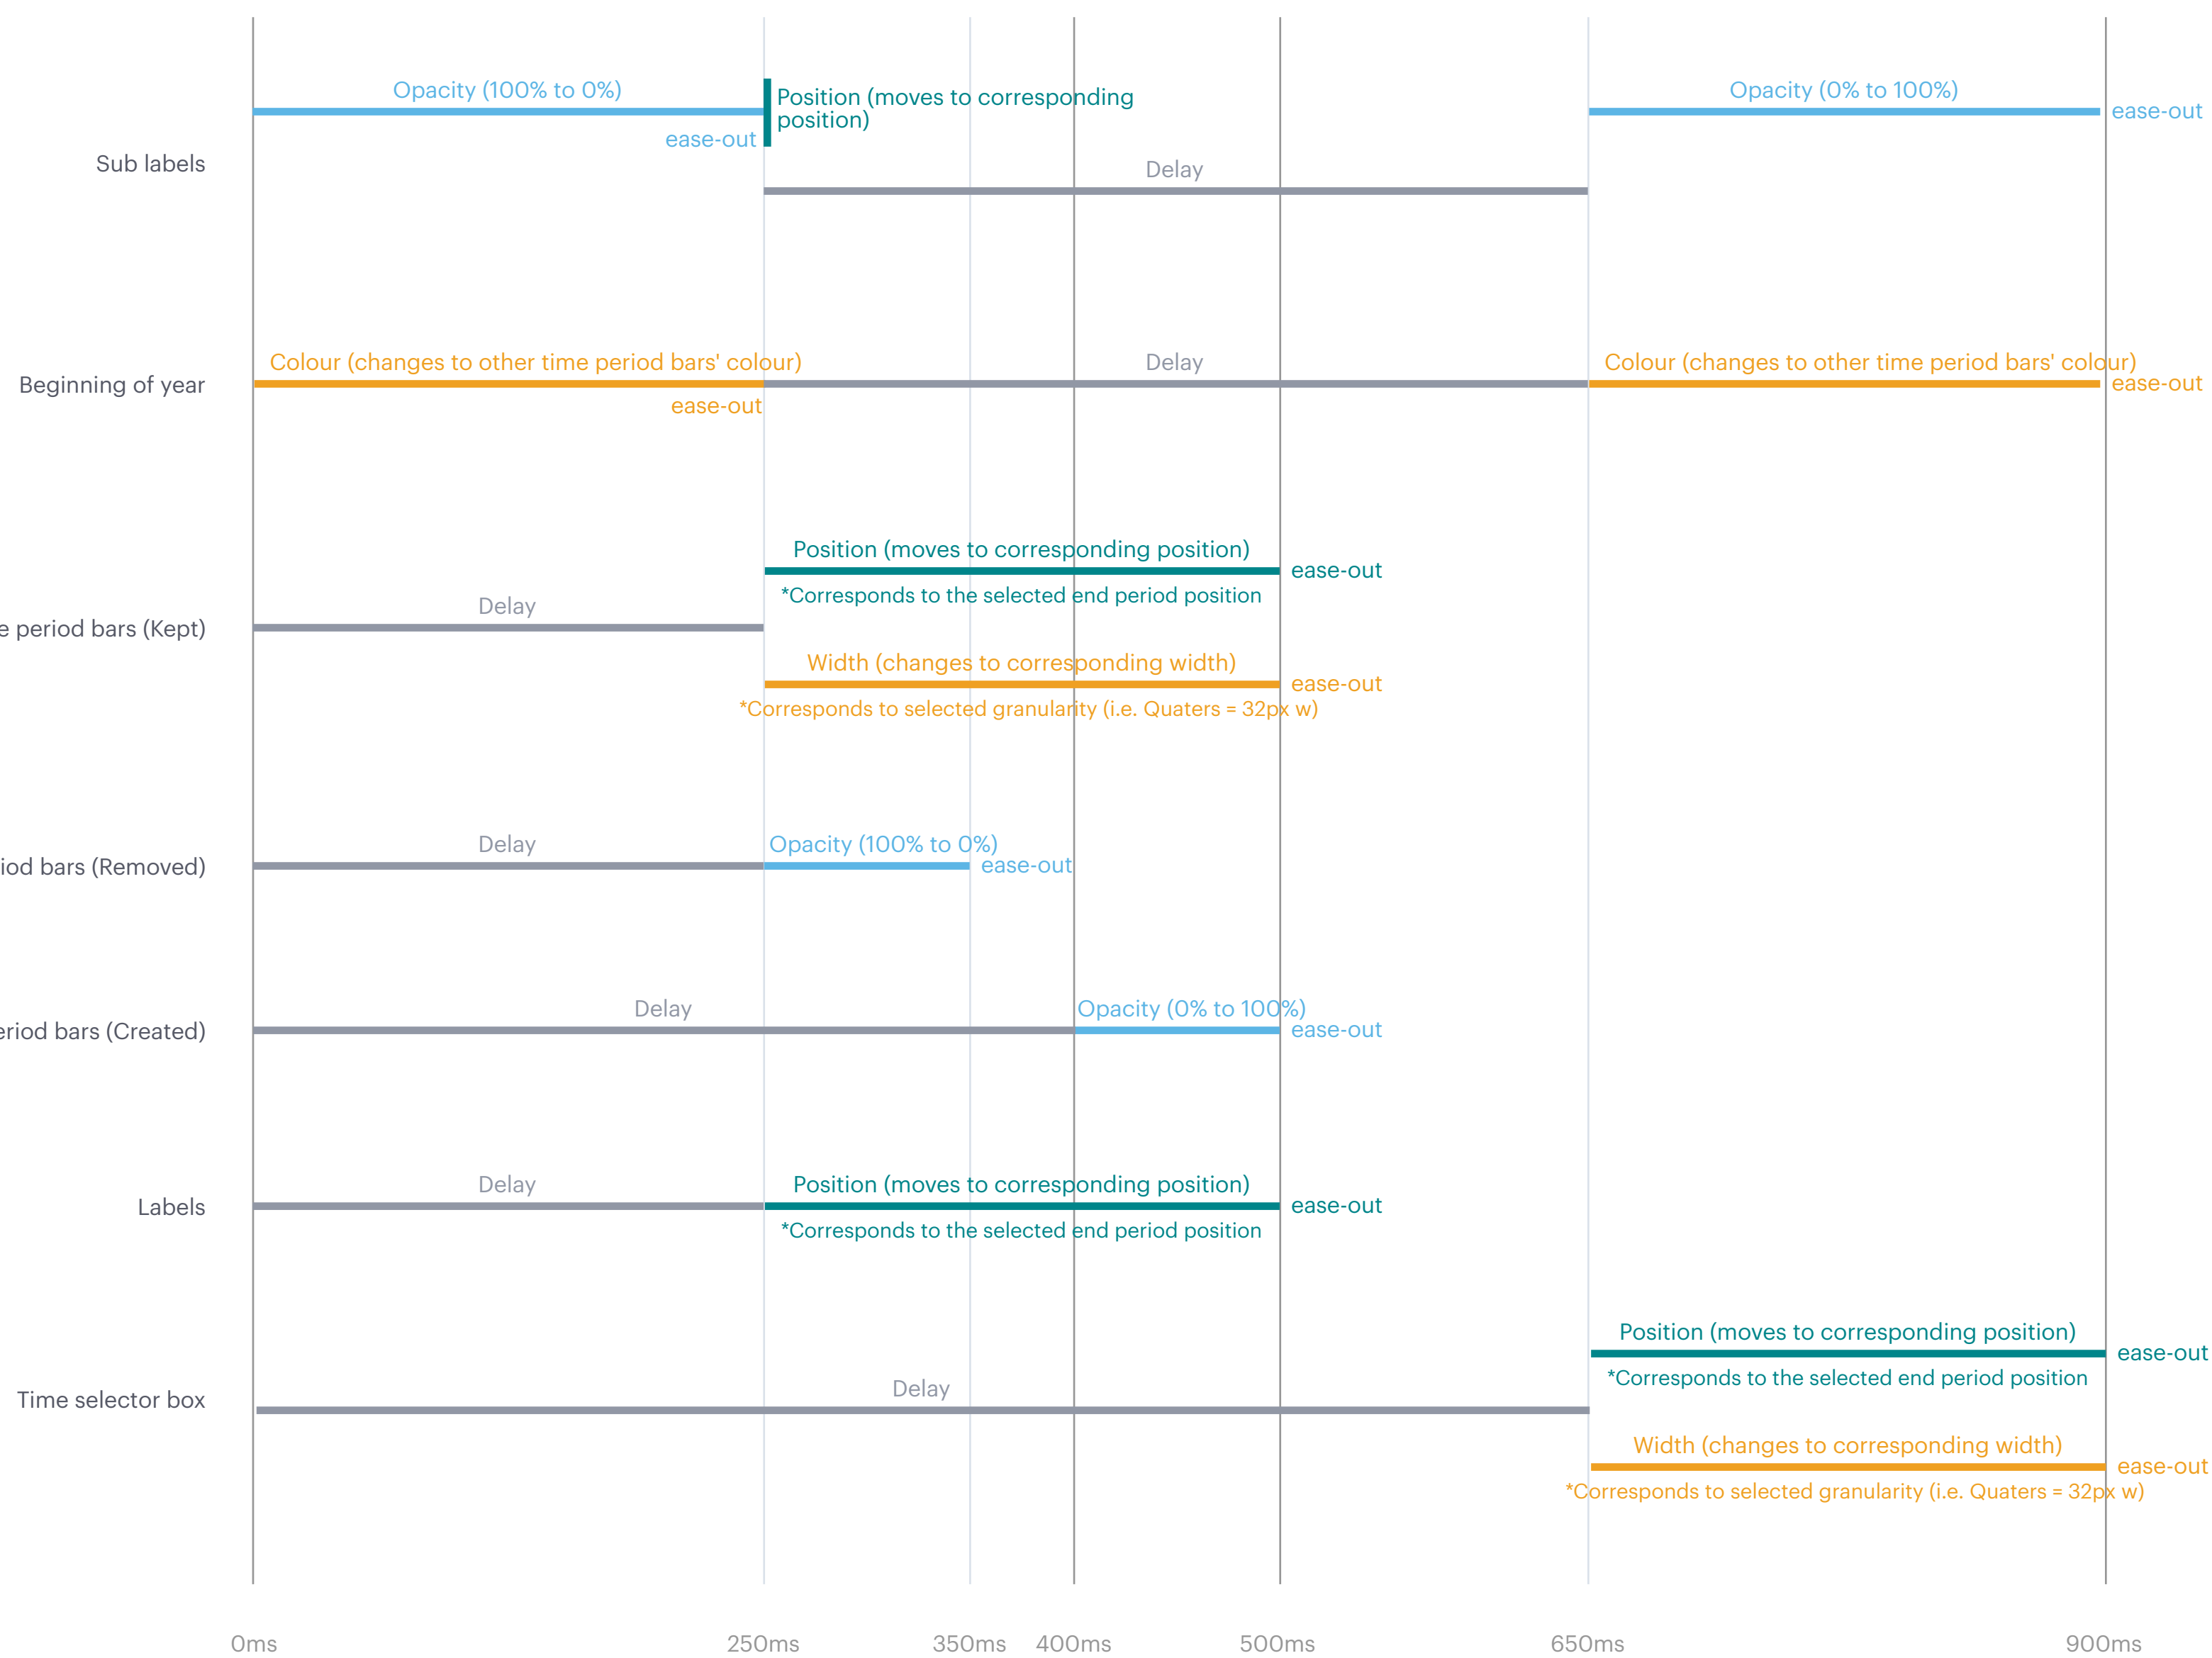 Opacity (100% to 0%)
ease-out
Position (moves to corresponding
position)
Opacity (0% to 100%)
ease-out
Sub labels
Delay
Colour (changes to other time period bars' colour)
Delay
Colour (changes to other time period bars' colour)
Beginning of year
ease-out
ease-out
Position (moves to corresponding position)
ease-out
*Corresponds to the selected end period position
Delay
e period bars (Kept)
Width (changes to corresponding width)
ease-out
*Corresponds to selected granularity (i.e. Quaters = 32px w)
Delay
Opacity (100% to 0%)
iod bars (Removed)
ease-out
Delay
Opacity (0% to 100%)
eriod bars (Created)
ease-out
Delay
Position (moves to corresponding position)
Labels
ease-out
*Corresponds to the selected end period position
Position (moves to corresponding position)
ease-out
*Corresponds to the selected end period position
Delay
Time selector box
Width (changes to corresponding width)
ease-out
*Corresponds to selected granularity (i.e. Quaters = 32px w)
0ms 250ms 350ms 400ms 500ms 650ms 900ms